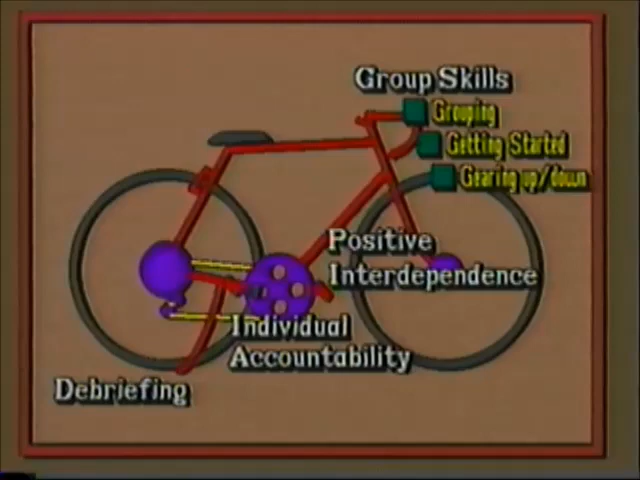 Group Skills
Grouping
Getting Started
Gearing up/down
Positive
Interdependence
Individual
Accountability
Debriefing